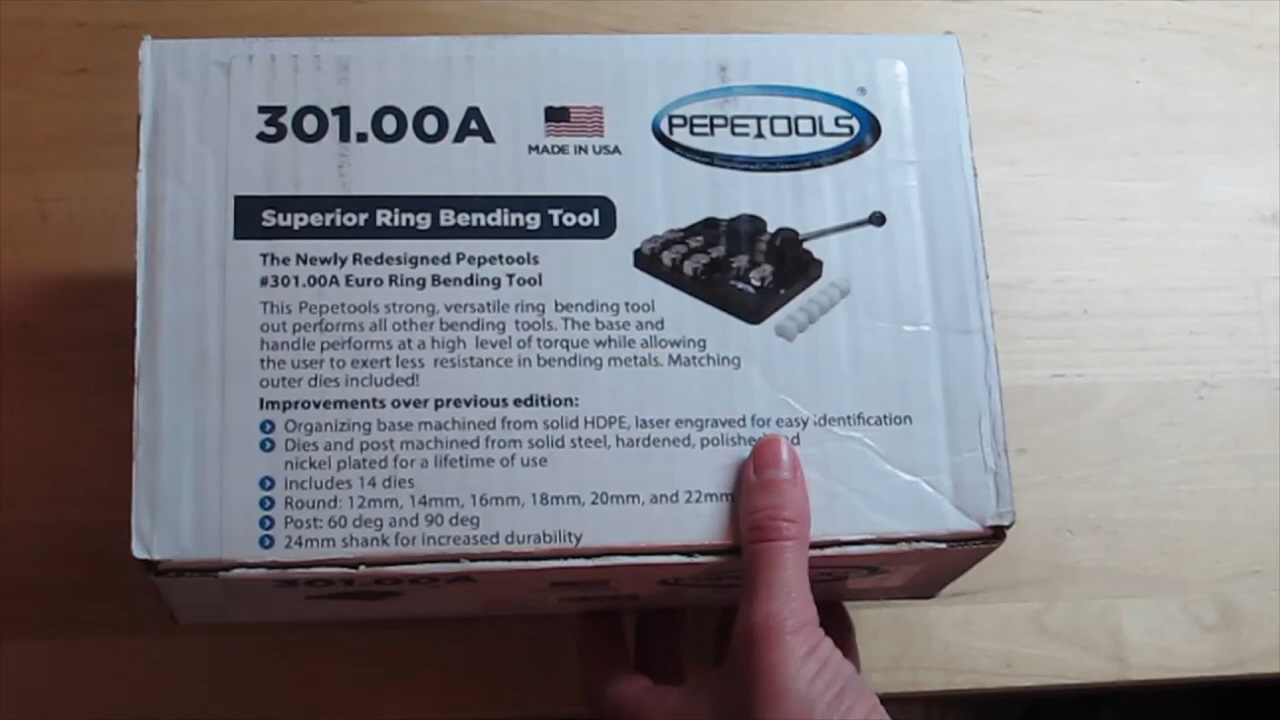 301.00A
MADE IN USA
PEPETOOLS
®
Superior Ring Bending Tool
The Newly Redesigned Pepetools
#301.00A Euro Ring Bending Tool
This Pepetools strong, versatile ring bending tool
out performs all other bending tools. The base and
handle performs at a high level of torque while allowing
the user to exert less resistance in bending metals. Matching
outer dies included!
Improvements over previous edition:
Organizing base machined from solid HDPE, laser engraved for easy identification
Dies and post machined from solid steel, hardened,
nickel plated for a lifetime of use
Includes 14 dies
Round: 12mm, 14mm, 16mm, 18mm, 20mm, and 22mm
Post: 60 deg and 90 deg
24mm shank for increased durability
301.00A